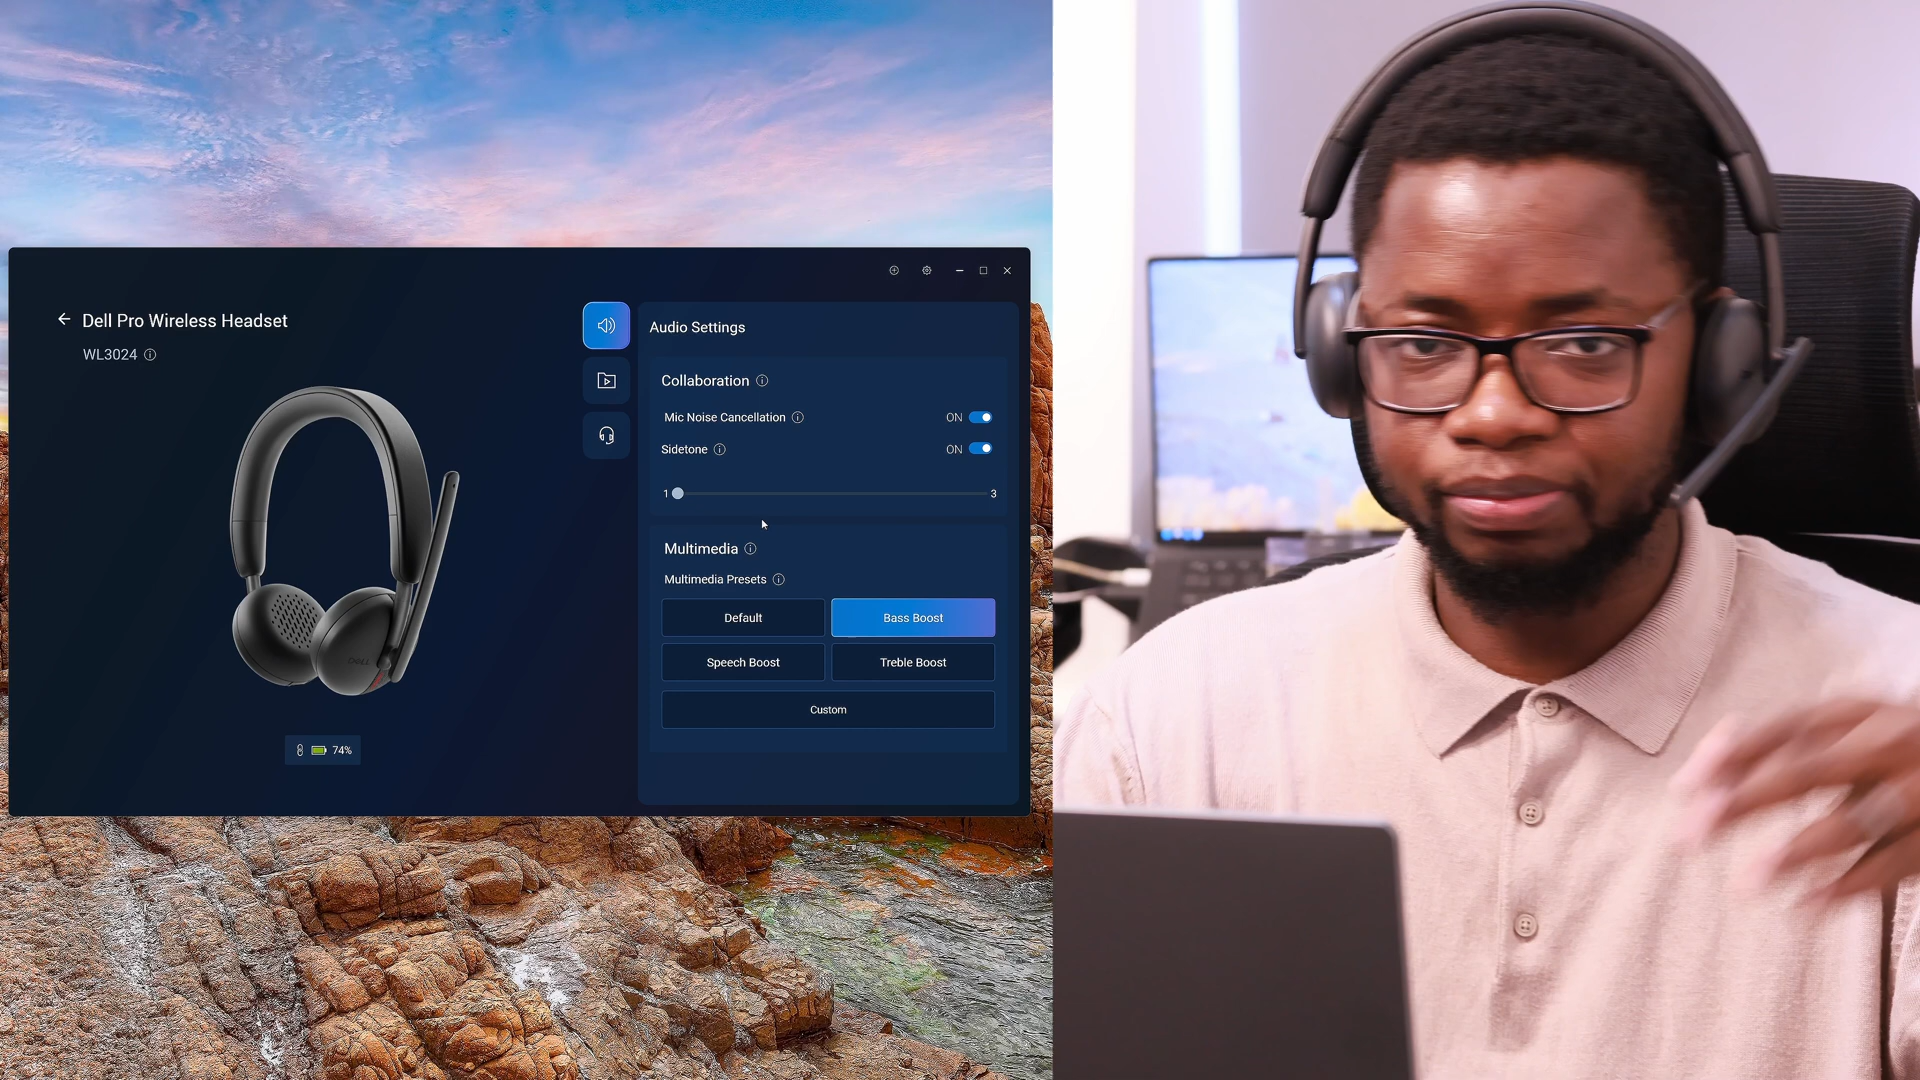 Dell Pro Wireless Headset
WL3024
74%
Audio Settings
Collaboration
Mic Noise Cancellation ON
Sidetone ON
1 3
Multimedia
Multimedia Presets
Default Bass Boost
Speech Boost Treble Boost
Custom
DELL